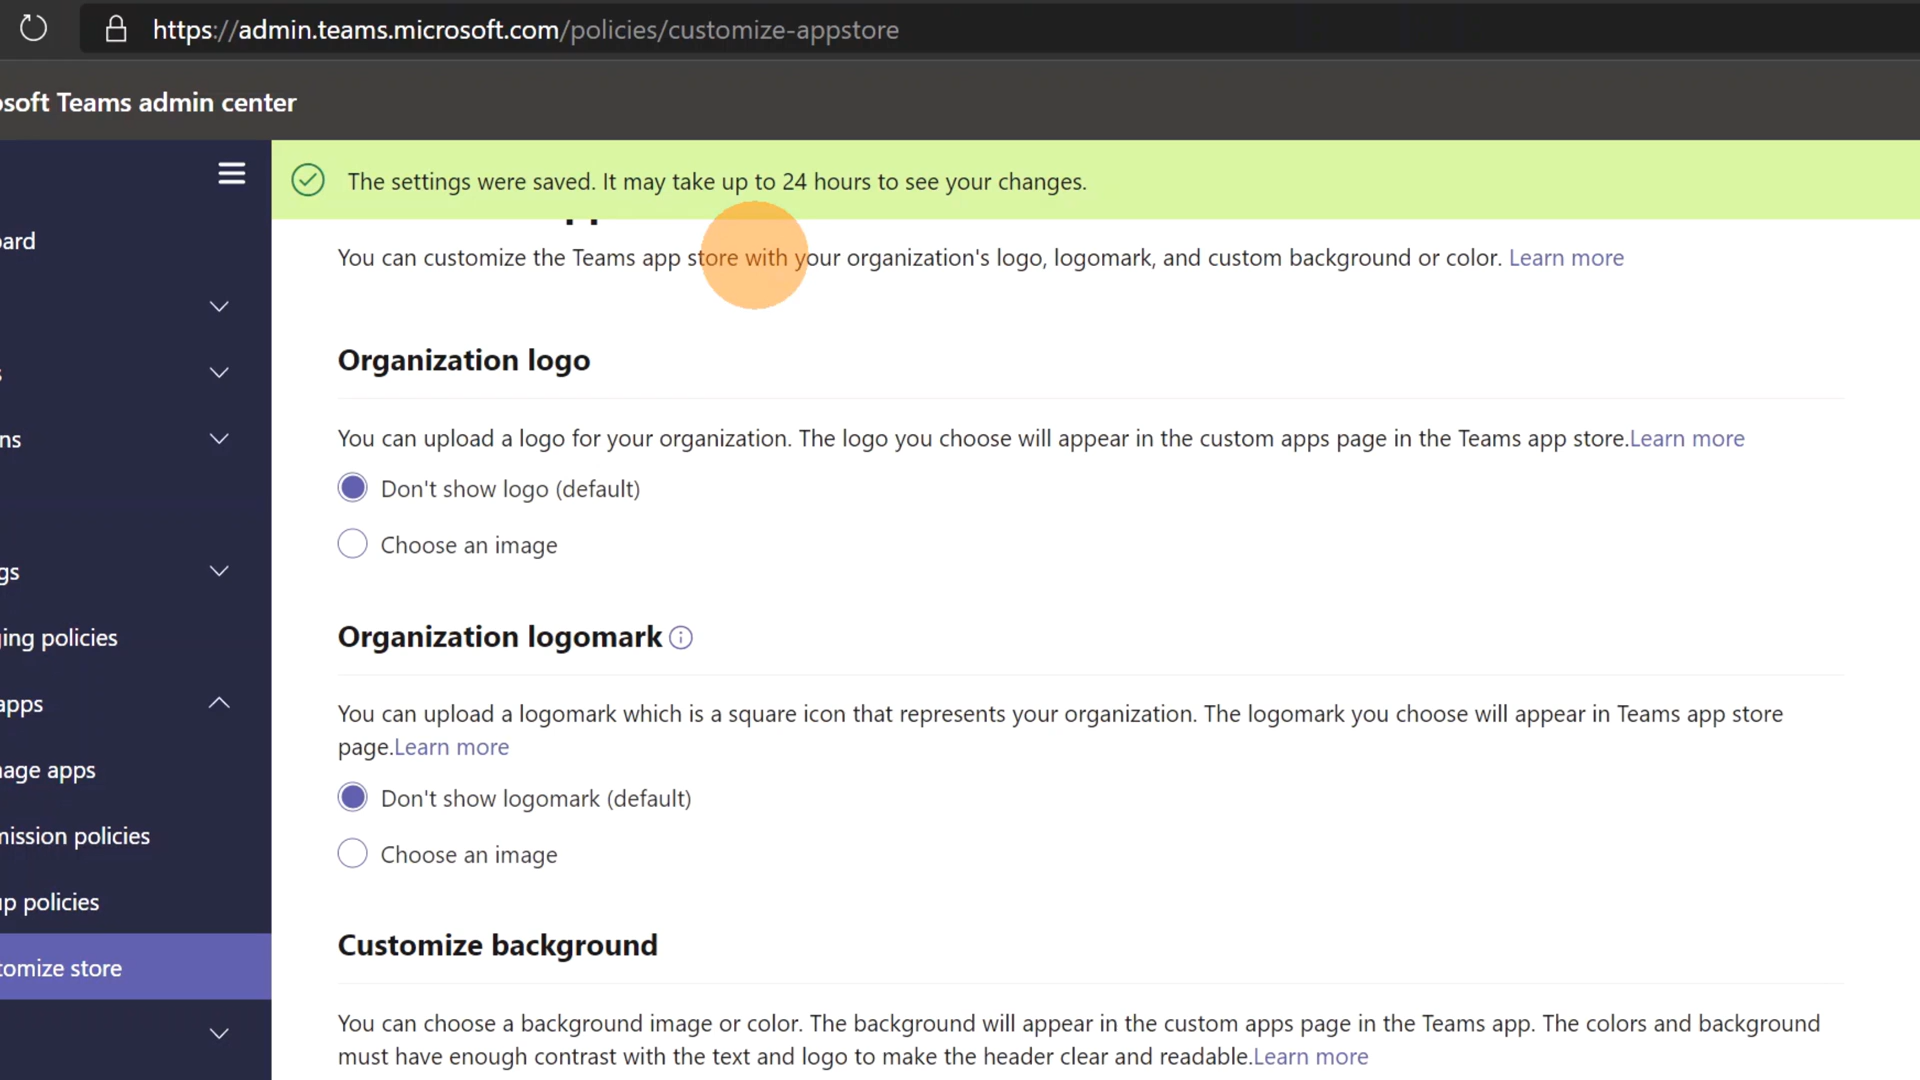 https://admin.teams.microsoft.com/policies/customize-appstore
osoft Teams admin center
The settings were saved. It may take up to 24 hours to see your changes.
You can customize the Teams app store with your organization's logo, logomark, and custom background or color. Learn more
oard
Organization logo
s
You can upload a logo for your organization. The logo you choose will appear in the custom apps page in the Teams app store.Learn more
ns
Don't show logo (default)
Choose an image
gs
Organization logomark
ging policies
apps
You can upload a logomark which is a square icon that represents your organization. The logomark you choose will appear in Teams app store
page.Learn more
nage apps
Don't show logomark (default)
mission policies
Choose an image
up policies
Customize background
tomize store
You can choose a background image or color. The background will appear in the custom apps page in the Teams app. The colors and background
must have enough contrast with the text and logo to make the header clear and readable.Learn more